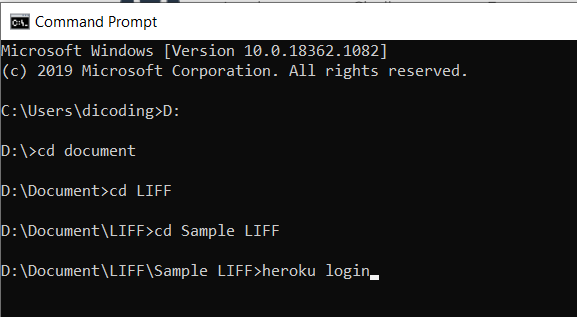 Command Prompt
Microsoft Windows [Version 10.0.18362.1082]
(c) 2019 Microsoft Corporation. All rights reserved.
C:\Users\dicoding>D:
D:\>cd document
D:\Document>cd LIFF
D:\Document\LIFF>cd Sample LIFF
D:\Document\LIFF\Sample LIFF>heroku login